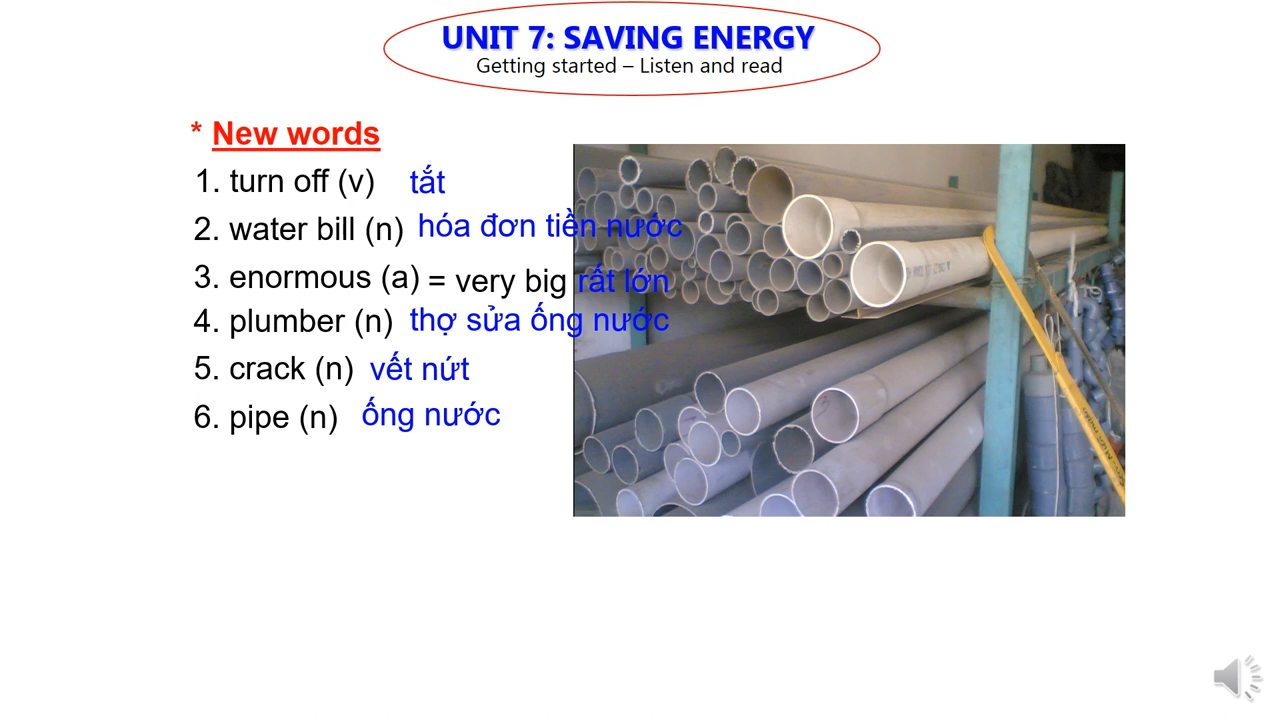 UNIT 7: SAVING ENERGY
Getting started – Listen and read
* New words
1. turn off (v) tắt
2. water bill (n) hóa đơn tiền nước
3. enormous (a) = very big rất lớn
4. plumber (n) thợ sửa ống nước
5. crack (n) vết nứt
6. pipe (n) ống nước